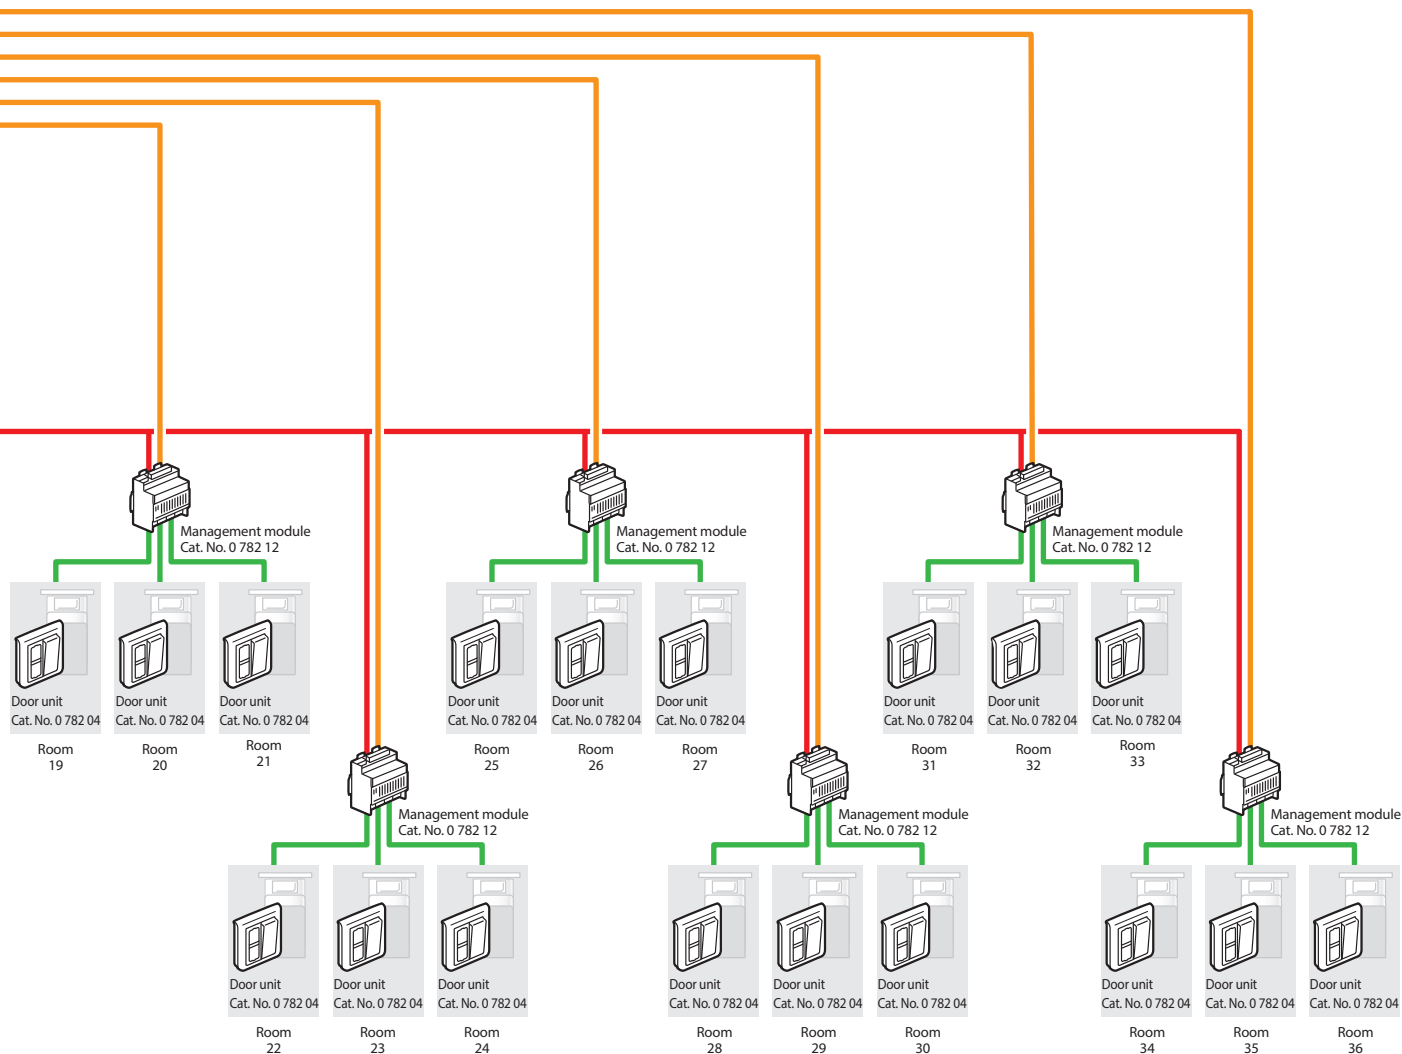 Management module
Cat. No. 0 782 12
Management module
Cat. No. 0 782 12
Management module
Cat. No. 0 782 12
Door unit
Cat. No. 0 782 04
Room
19
Door unit
Cat. No. 0 782 04
Room
20
Door unit
Cat. No. 0 782 04
Room
21
Door unit
Cat. No. 0 782 04
Room
25
Door unit
Cat. No. 0 782 04
Room
26
Door unit
Cat. No. 0 782 04
Room
27
Door unit
Cat. No. 0 782 04
Room
31
Door unit
Cat. No. 0 782 04
Room
32
Door unit
Cat. No. 0 782 04
Room
33
Management module
Cat. No. 0 782 12
Management module
Cat. No. 0 782 12
Management module
Cat. No. 0 782 12
Door unit
Cat. No. 0 782 04
Room
22
Door unit
Cat. No. 0 782 04
Room
23
Door unit
Cat. No. 0 782 04
Room
24
Door unit
Cat. No. 0 782 04
Room
28
Door unit
Cat. No. 0 782 04
Room
29
Door unit
Cat. No. 0 782 04
Room
30
Door unit
Cat. No. 0 782 04
Room
34
Door unit
Cat. No. 0 782 04
Room
35
Door unit
Cat. No. 0 782 04
Room
36